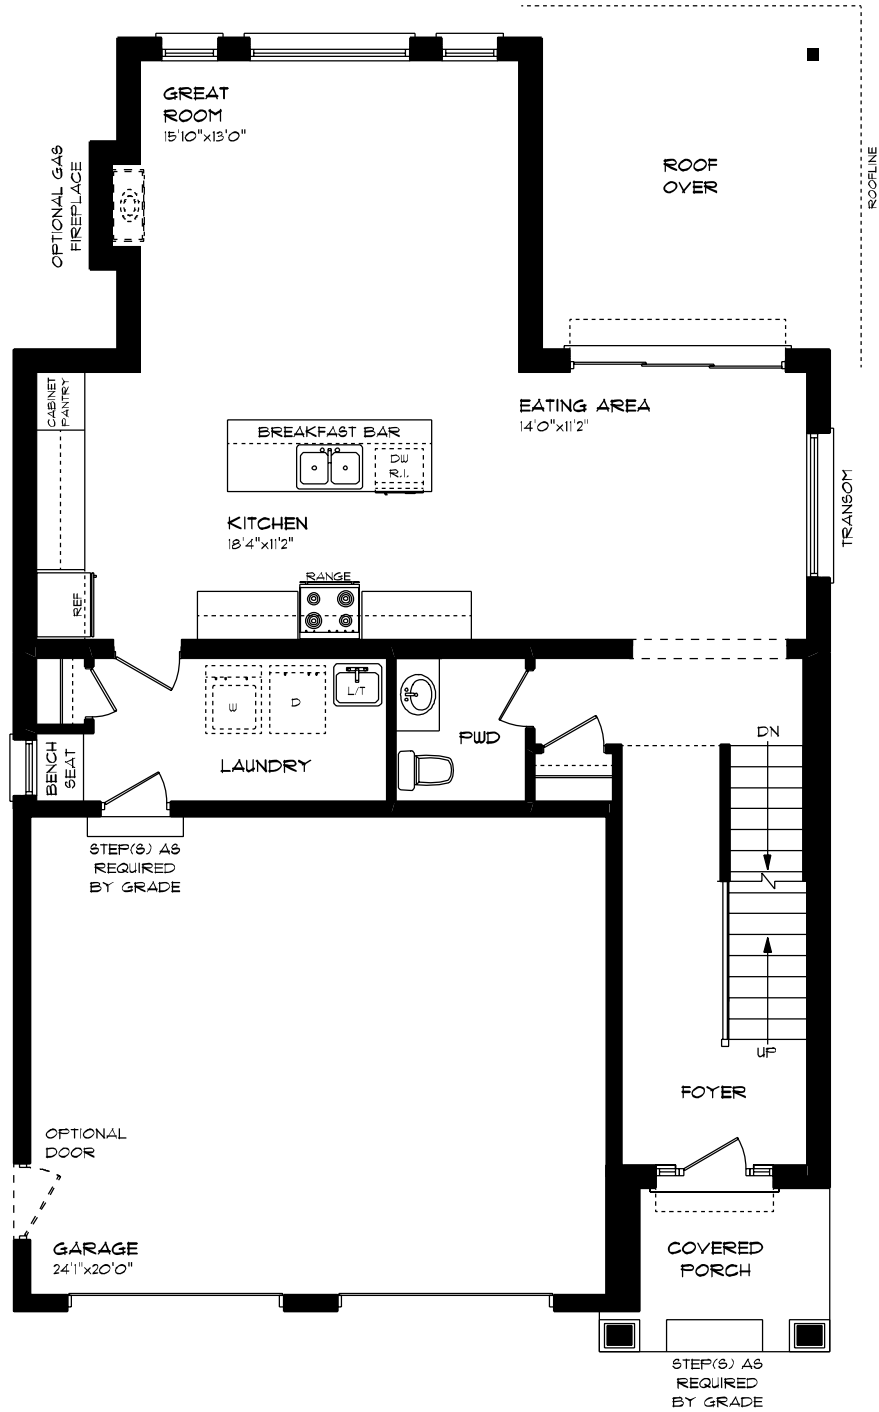 GREAT
ROOM
15'10"x13'0"
OPTIONAL GAS
FIREPLACE
ROOF
OVER
ROOFLINE
CABINET
PANTRY
BREAKFAST BAR
DW
R.I.
EATING AREA
14'0"x11'2"
TRANSOM
KITCHEN
18'4"x11'2"
RANGE
REF
W
D
L/T
LAUNDRY
PWD
BENCH
SEAT
DN
STEP(S) AS
REQUIRED
BY GRADE
UP
FOYER
OPTIONAL
DOOR
GARAGE
24'1"x20'0"
COVERED
PORCH
STEP(S) AS
REQUIRED
BY GRADE